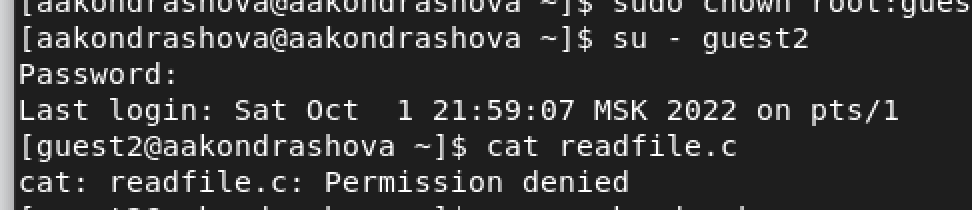 [aakondrashova@aakondrashova ~]$ sudo chown root:gues
[aakondrashova@aakondrashova ~]$ su - guest2
Password:
Last login: Sat Oct  1 21:59:07 MSK 2022 on pts/1
[guest2@aakondrashova ~]$ cat readfile.c
cat: readfile.c: Permission denied